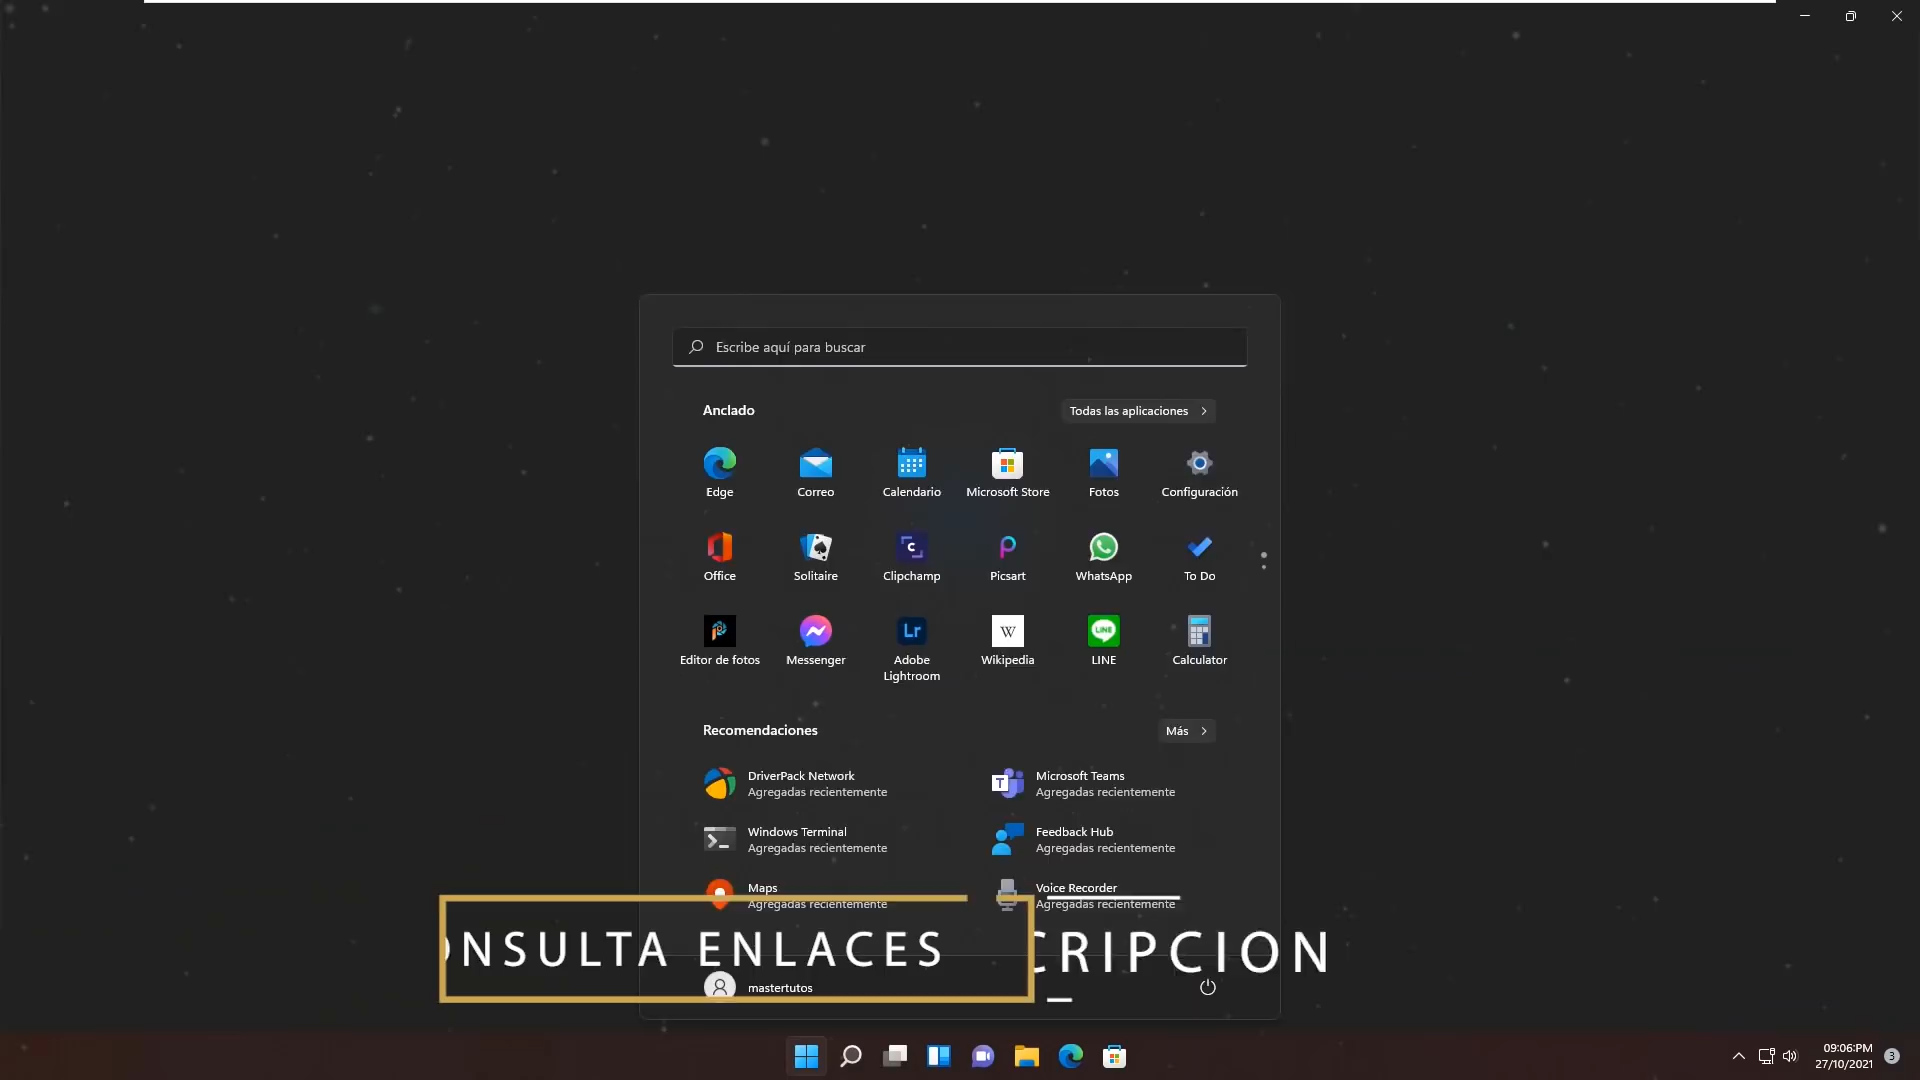 Escribe aquí para buscar
Anclado
Todas las aplicaciones
Edge
Correo
Calendario
Microsoft Store
Fotos
Configuración
Office
Solitaire
Clipchamp
Picsart
WhatsApp
To Do
Editor de fotos
Messenger
Adobe
Lightroom
Wikipedia
LINE
Calculator
Recomendaciones
Más
DriverPack Network
Agregadas recientemente
Microsoft Teams
Agregadas recientemente
Windows Terminal
Agregadas recientemente
Feedback Hub
Agregadas recientemente
Maps
Agregadas recientemente
Voice Recorder
Agregadas recientemente
ONSULTA ENLACES
CRIPCION
mastertutos
09:06:PM
27/10/2021
3